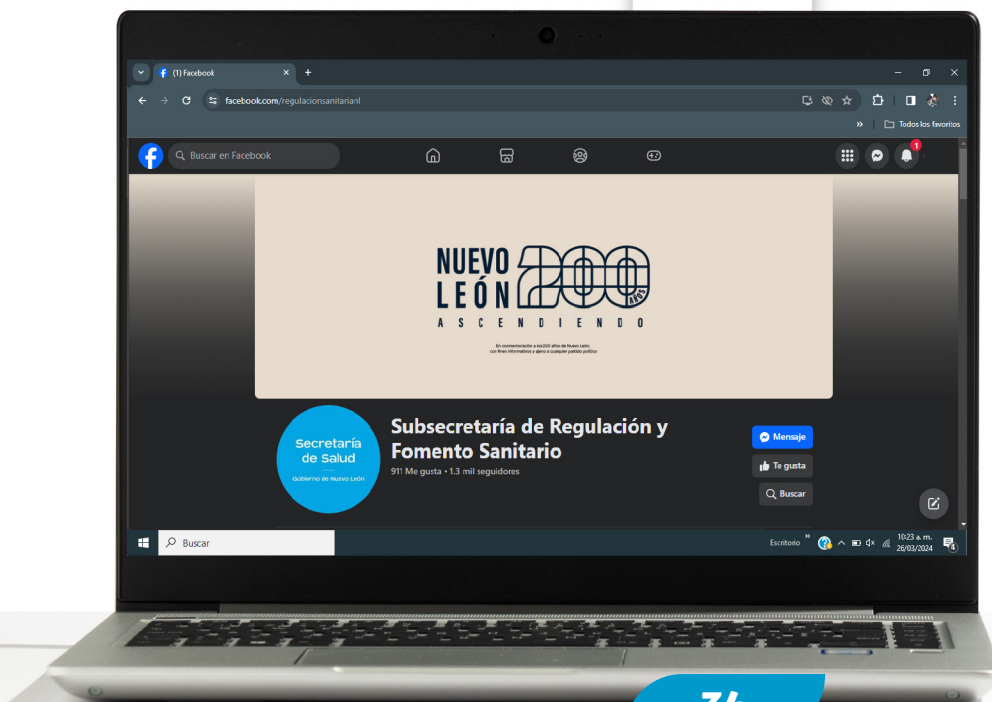 (1) Facebook
facebook.com/regulacionsanitarianl
Todos los favoritos
Buscar en Facebook
1
NUEVO
LEÓN
200
AÑOS
ASCENDIENDO
En conmemoración a los 200 años de Nuevo León,
con fines informativos y ajeno a cualquier partido político
Secretaría
de Salud
Gobierno de Nuevo León
Subsecretaría de Regulación y
Fomento Sanitario
911 Me gusta • 1.3 mil seguidores
Mensaje
Te gusta
Buscar
Buscar
Escritorio
10:23 a. m.
26/03/2024
4